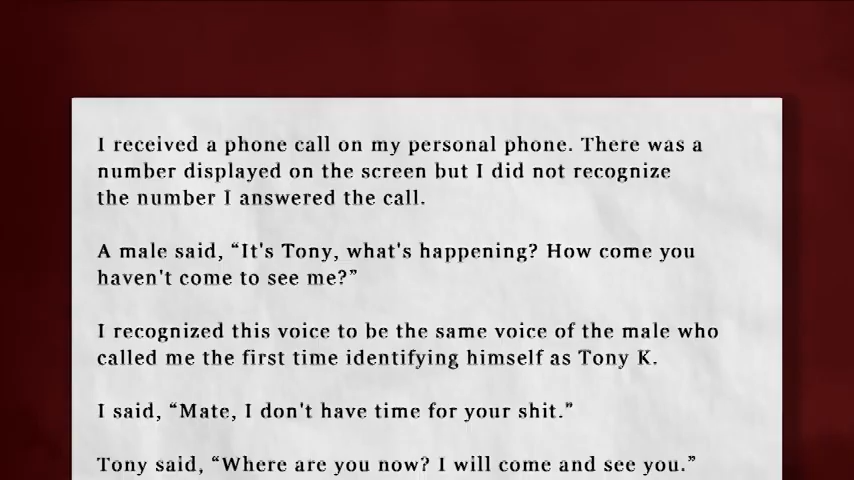 I received a phone call on my personal phone. There was a
number displayed on the screen but I did not recognize
the number I answered the call.
A male said, “It's Tony, what's happening? How come you
haven't come to see me?”
I recognized this voice to be the same voice of the male who
called me the first time identifying himself as Tony K.
I said, “Mate, I don't have time for your shit.”
Tony said, “Where are you now? I will come and see you.”